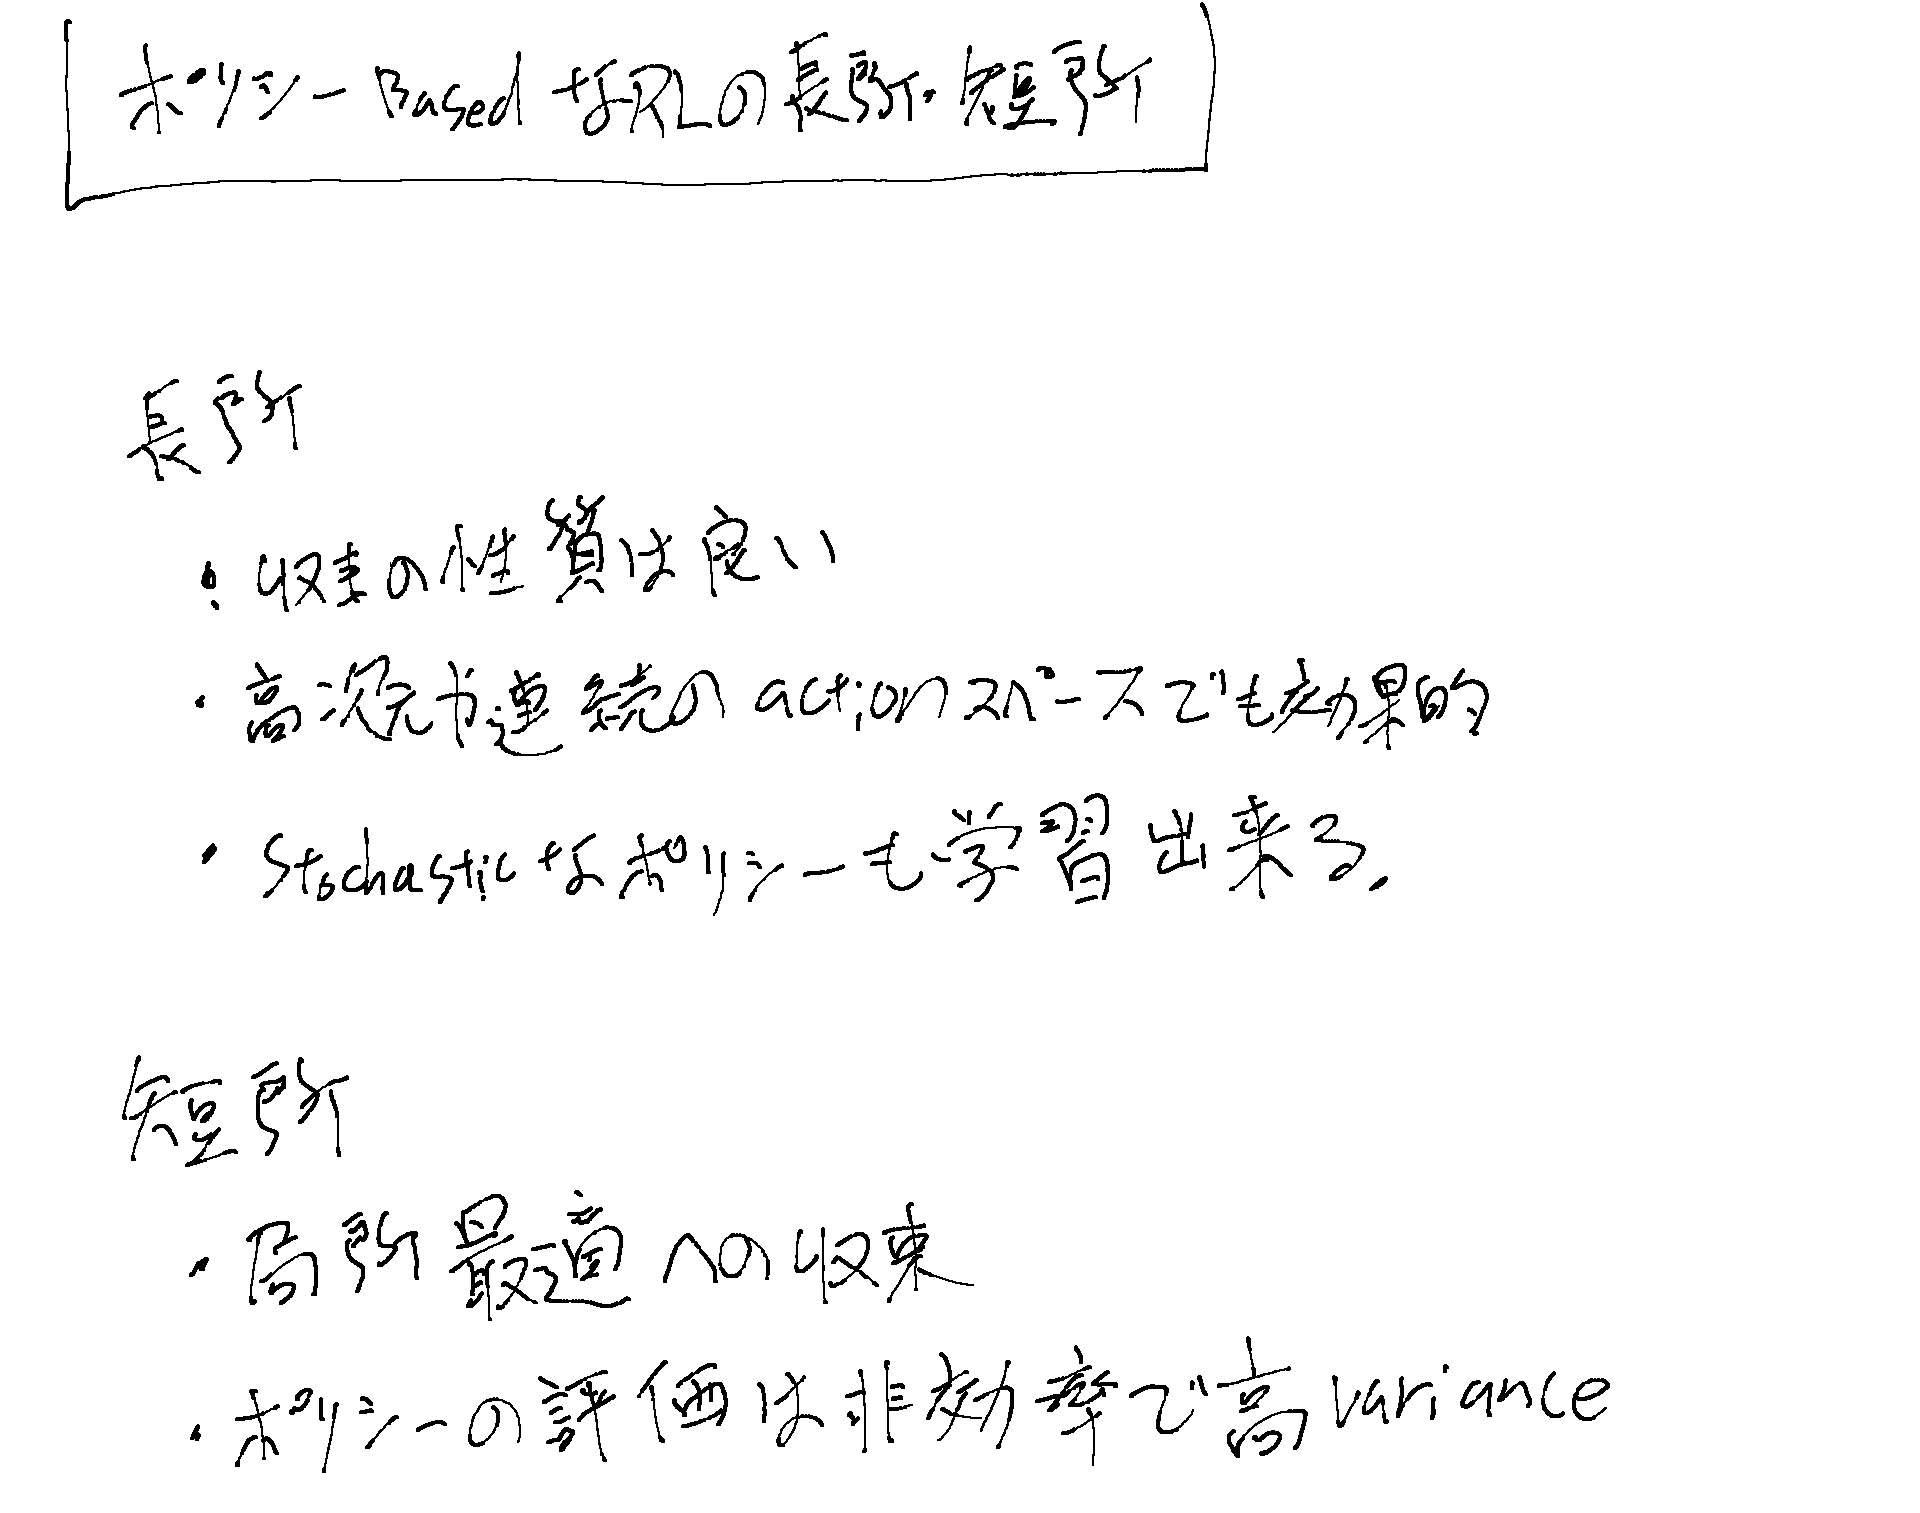 ポリシーBasedなRLの長所・短所
長所
・収束の性質は良い
・高次元や連続のactionスペースでも効果的
・Stochasticなポリシーも学習出来る.
短所
・局所最適への収束
・ポリシーの評価は非効率で高variance